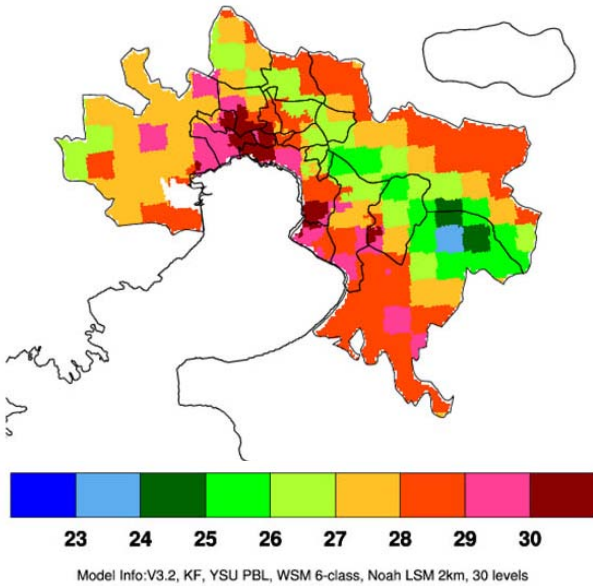 23 24 25 26 27 28 29 30
Model Info:V3.2, KF, YSU PBL, WSM 6-class, Noah LSM 2km, 30 levels